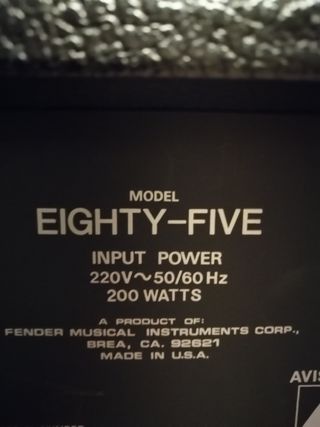 MODEL
EIGHTY-FIVE
INPUT POWER
220V~50/60Hz
200 WATTS
A PRODUCT OF:
FENDER MUSICAL INSTRUMENTS CORP.,
BREA, CA. 92621
MADE IN U.S.A.